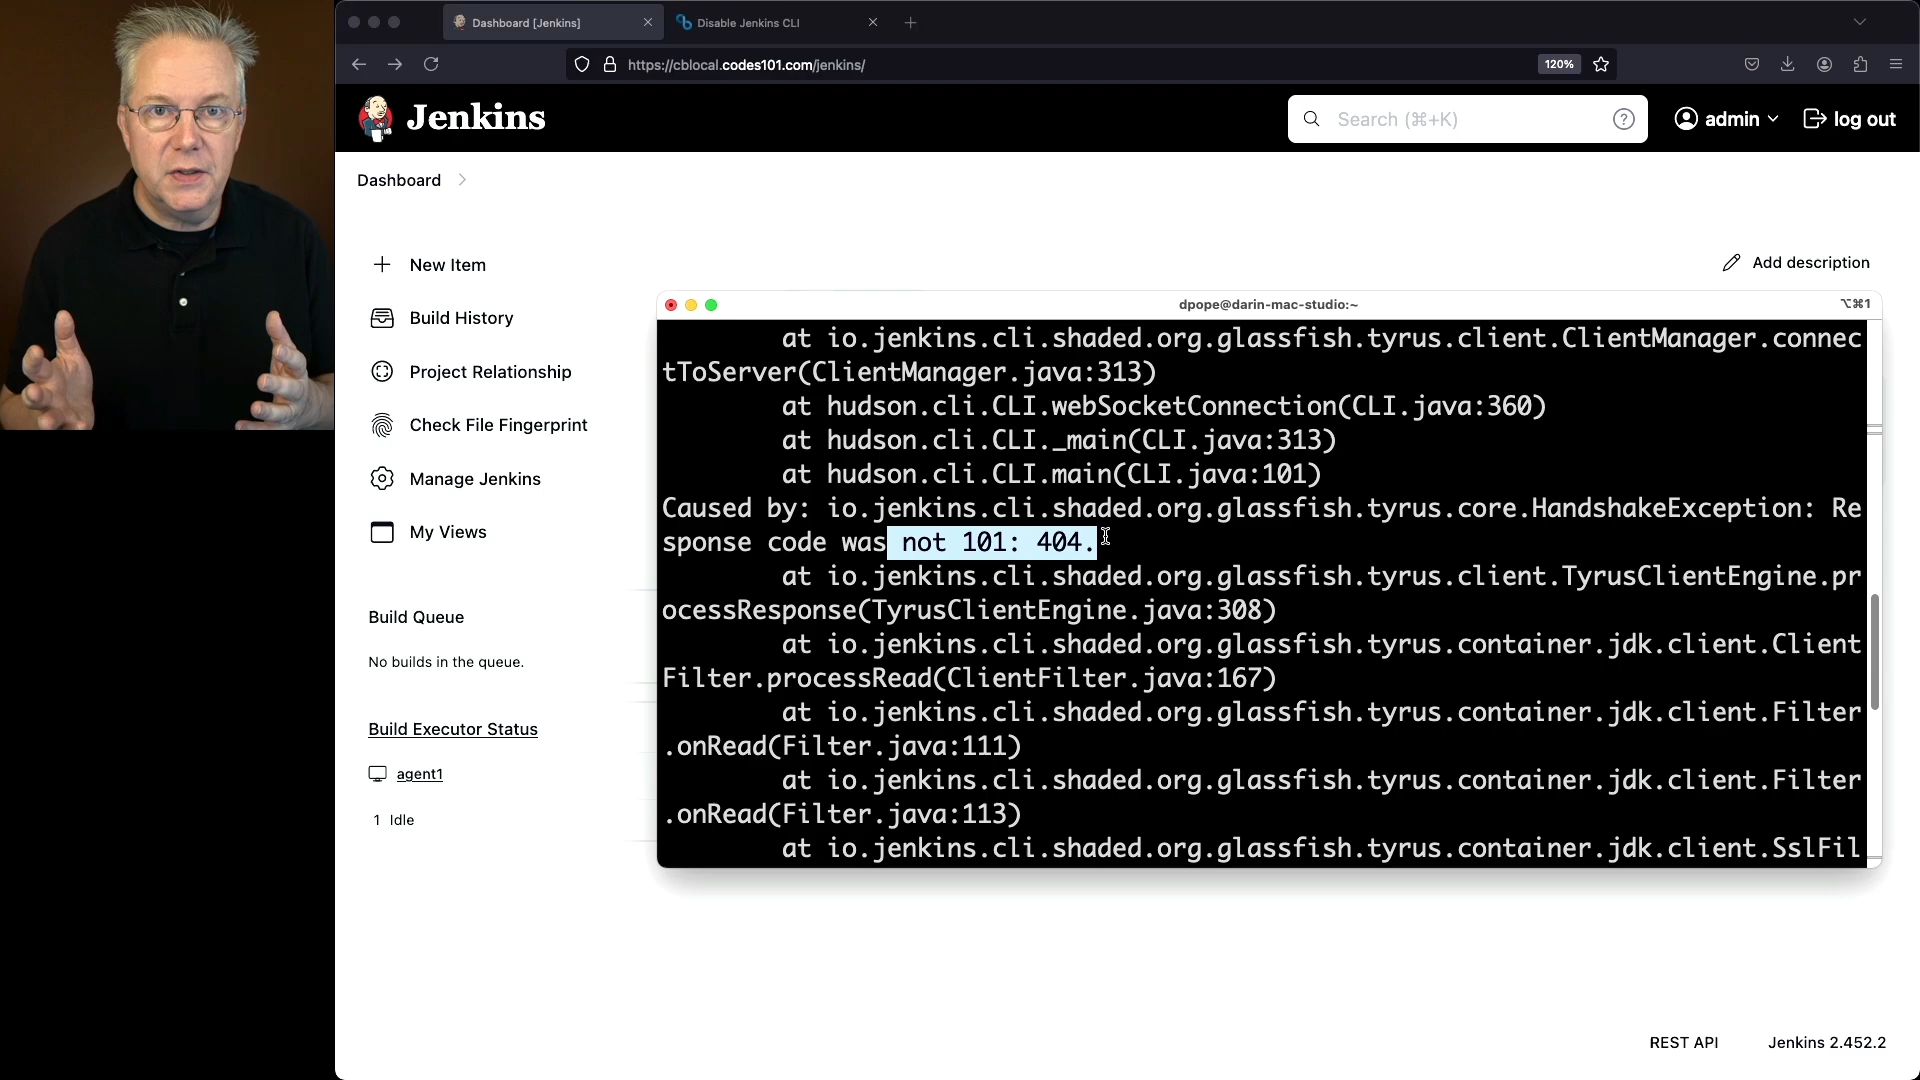 Dashboard [Jenkins]
Disable Jenkins CLI
https://cblocal.codes101.com/jenkins/
120%
Jenkins
Search (⌘+K)
?
admin
log out
Dashboard
New Item
Add description
Build History
Project Relationship
Check File Fingerprint
Manage Jenkins
My Views
Build Queue
No builds in the queue.
Build Executor Status
agent1
1 Idle
dpope@darin-mac-studio:~
⌥⌘1
at io.jenkins.cli.shaded.org.glassfish.tyrus.client.ClientManager.connec
tToServer(ClientManager.java:313)
at hudson.cli.CLI.webSocketConnection(CLI.java:360)
at hudson.cli.CLI._main(CLI.java:313)
at hudson.cli.CLI.main(CLI.java:101)
Caused by: io.jenkins.cli.shaded.org.glassfish.tyrus.core.HandshakeException: Re
sponse code was not 101: 404.
at io.jenkins.cli.shaded.org.glassfish.tyrus.client.TyrusClientEngine.pr
ocessResponse(TyrusClientEngine.java:308)
at io.jenkins.cli.shaded.org.glassfish.tyrus.container.jdk.client.Client
Filter.processRead(ClientFilter.java:167)
at io.jenkins.cli.shaded.org.glassfish.tyrus.container.jdk.client.Filter
.onRead(Filter.java:111)
at io.jenkins.cli.shaded.org.glassfish.tyrus.container.jdk.client.Filter
.onRead(Filter.java:113)
at io.jenkins.cli.shaded.org.glassfish.tyrus.container.jdk.client.SslFil
REST API
Jenkins 2.452.2